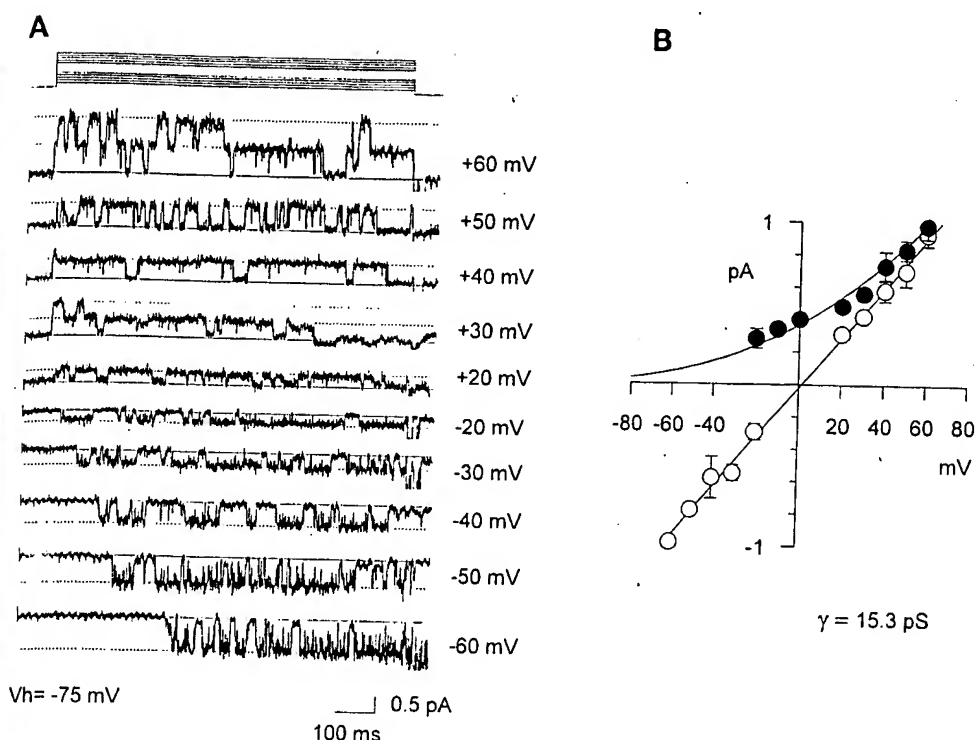 A
B
+60 mV
+50 mV
+40 mV
+30 mV
+20 mV
-20 mV
-30 mV
-40 mV
-50 mV
-60 mV
Vh= -75 mV
0.5 pA
100 ms
1
pA
-80 -60 -40
20 40 60 80
mV
-1
γ = 15.3 pS